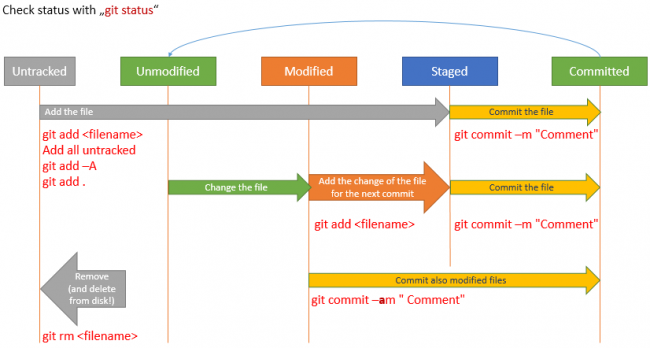 Check status with „git status“
Untracked
Unmodified
Modified
Staged
Committed
Add the file
Commit the file
git add <filename>
Add all untracked
git add –A
git add .
git commit –m "Comment"
Change the file
Add the change of the file
for the next commit
Commit the file
git add <filename>
git commit –m "Comment"
Remove
(and delete
from disk!)
Commit also modified files
git commit –am " Comment"
git rm <filename>